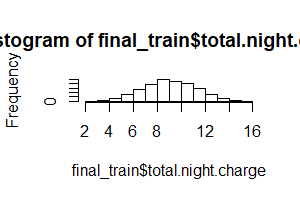 stogram of final_train$total.night.
Frequency
0
2 4 6 8 12 16
final_train$total.night.charge